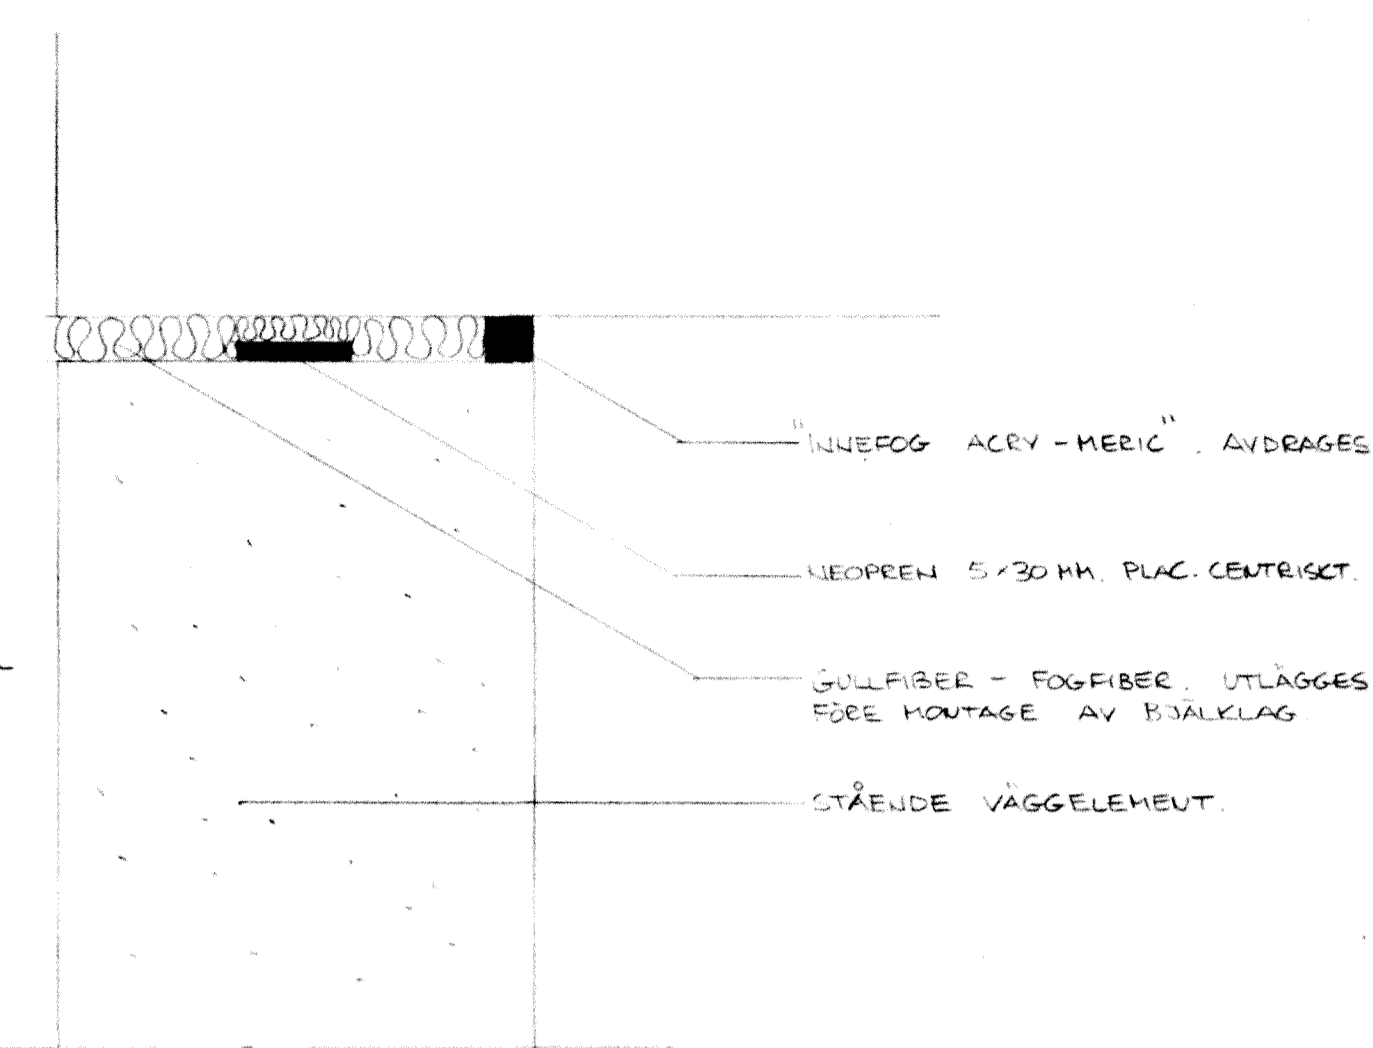 "INNEFOG ACRY-MERIC". AVDRAGES
NEOPREN 5×30 MM. PLAC. CENTRISKT.
GULLFIBER - FOGFIBER. UTLÄGGES
FÖRE MONTAGE AV BJÄLKLAG.
STÅENDE VÄGGELEMENT.